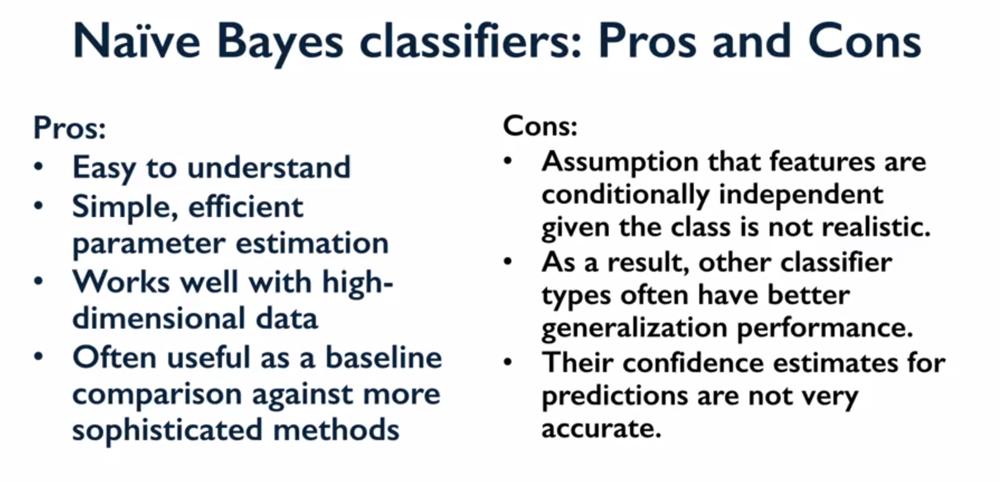 Naïve Bayes classifiers: Pros and Cons
Pros:
• Easy to understand
• Simple, efficient
parameter estimation
• Works well with high-
dimensional data
• Often useful as a baseline
comparison against more
sophisticated methods
Cons:
• Assumption that features are
conditionally independent
given the class is not realistic.
• As a result, other classifier
types often have better
generalization performance.
• Their confidence estimates for
predictions are not very
accurate.